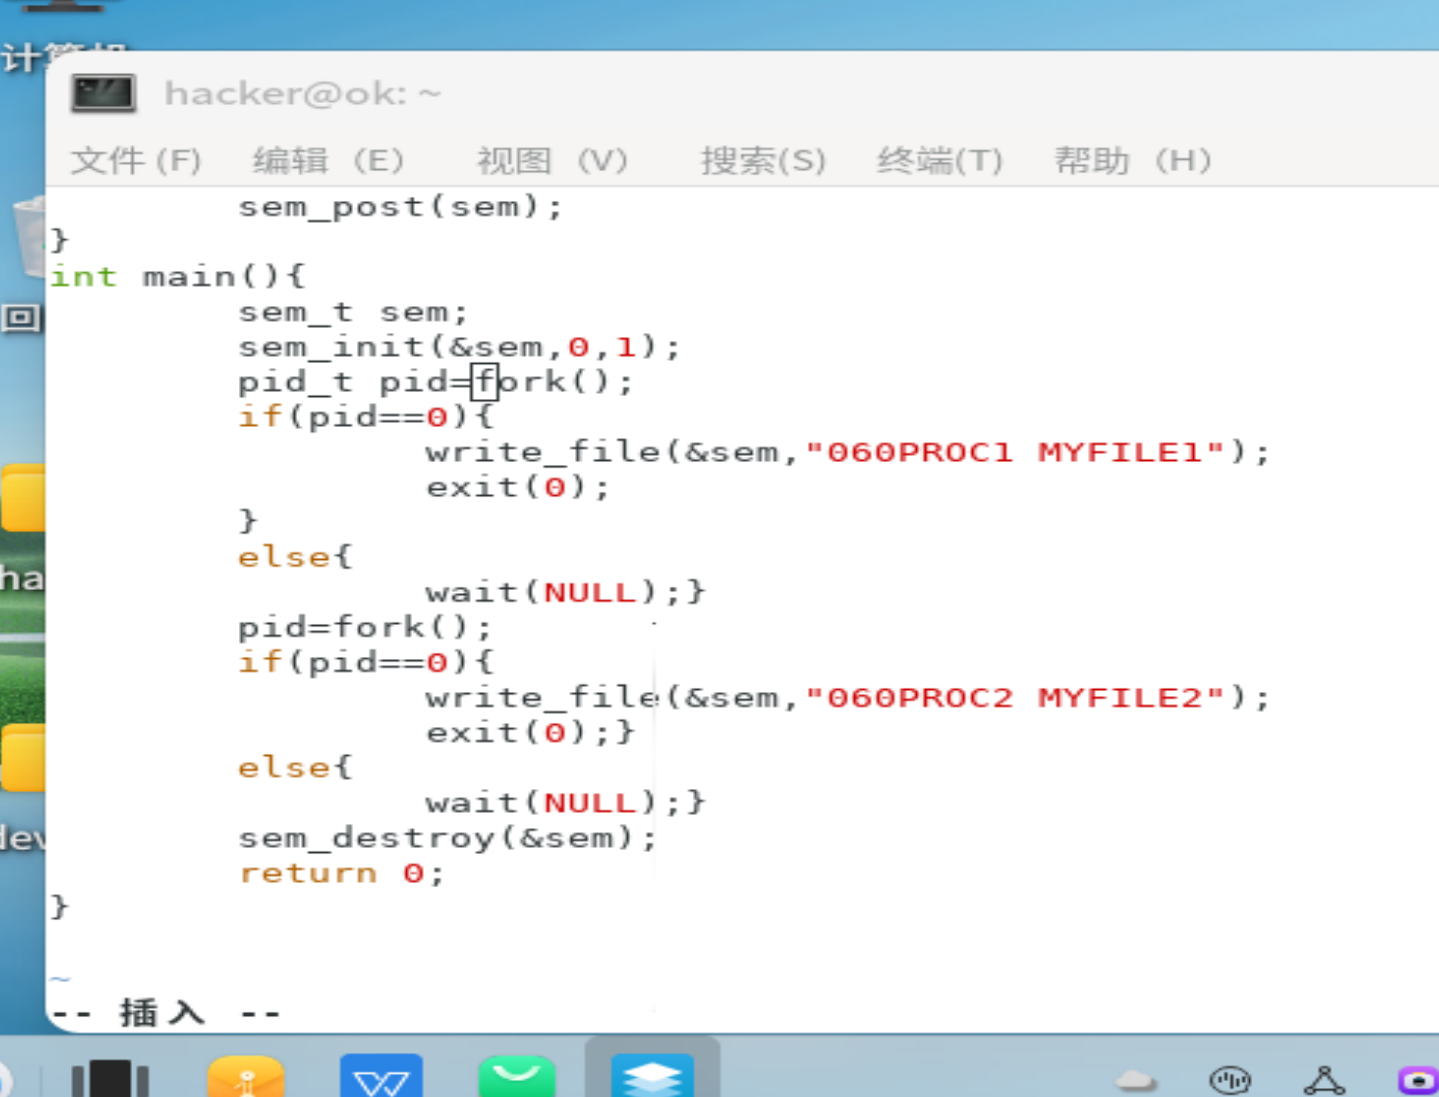 计算机
hacker@ok: ~
文件 (F) 编辑 (E) 视图 (V) 搜索(S) 终端(T) 帮助 (H)
sem_post(sem);
}
int main(){
sem_t sem;
sem_init(&sem,0,1);
pid_t pid=fork();
if(pid==0){
write_file(&sem,"060PROC1 MYFILE1");
exit(0);
}
else{
wait(NULL);}
pid=fork();
if(pid==0){
write_file(&sem,"060PROC2 MYFILE2");
exit(0);}
else{
wait(NULL);}
sem_destroy(&sem);
return 0;
}
~
-- 插入 --
回
ha
dev